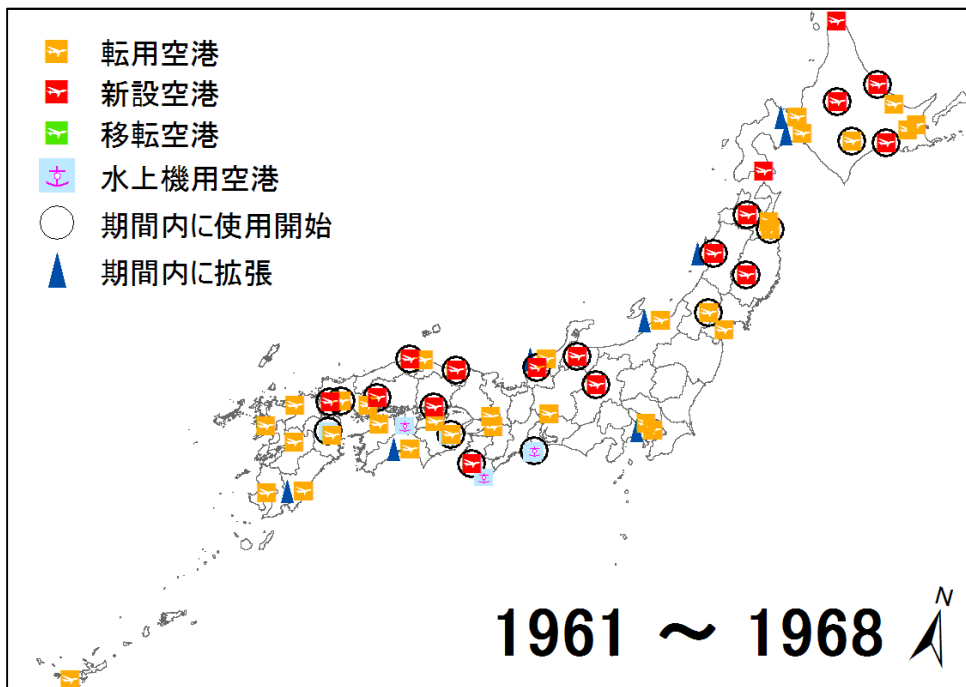 転用空港
新設空港
移転空港
水上機用空港
期間内に使用開始
期間内に拡張
1961 ～ 1968
N